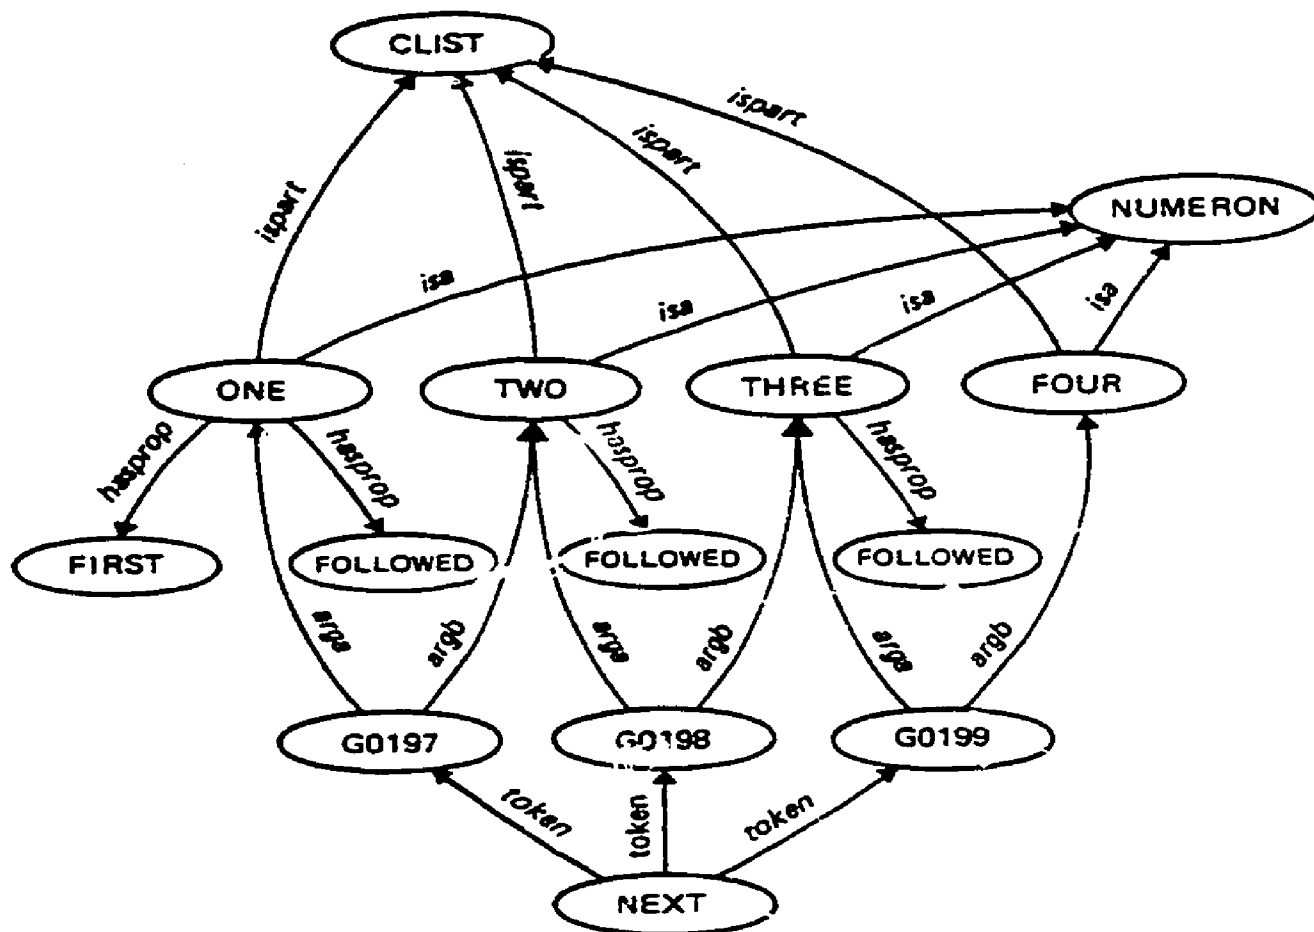 CLIST
ispart
ispart
ispart
ispart
NUMERON
isa
isa
isa
isa
ONE
TWO
THREE
FOUR
hasprop
hasprop
hasprop
hasprop
FIRST
FOLLOWED
FOLLOWED
FOLLOWED
arga
argb
arga
argb
arga
argb
G0197
G0198
G0199
token
token
token
NEXT